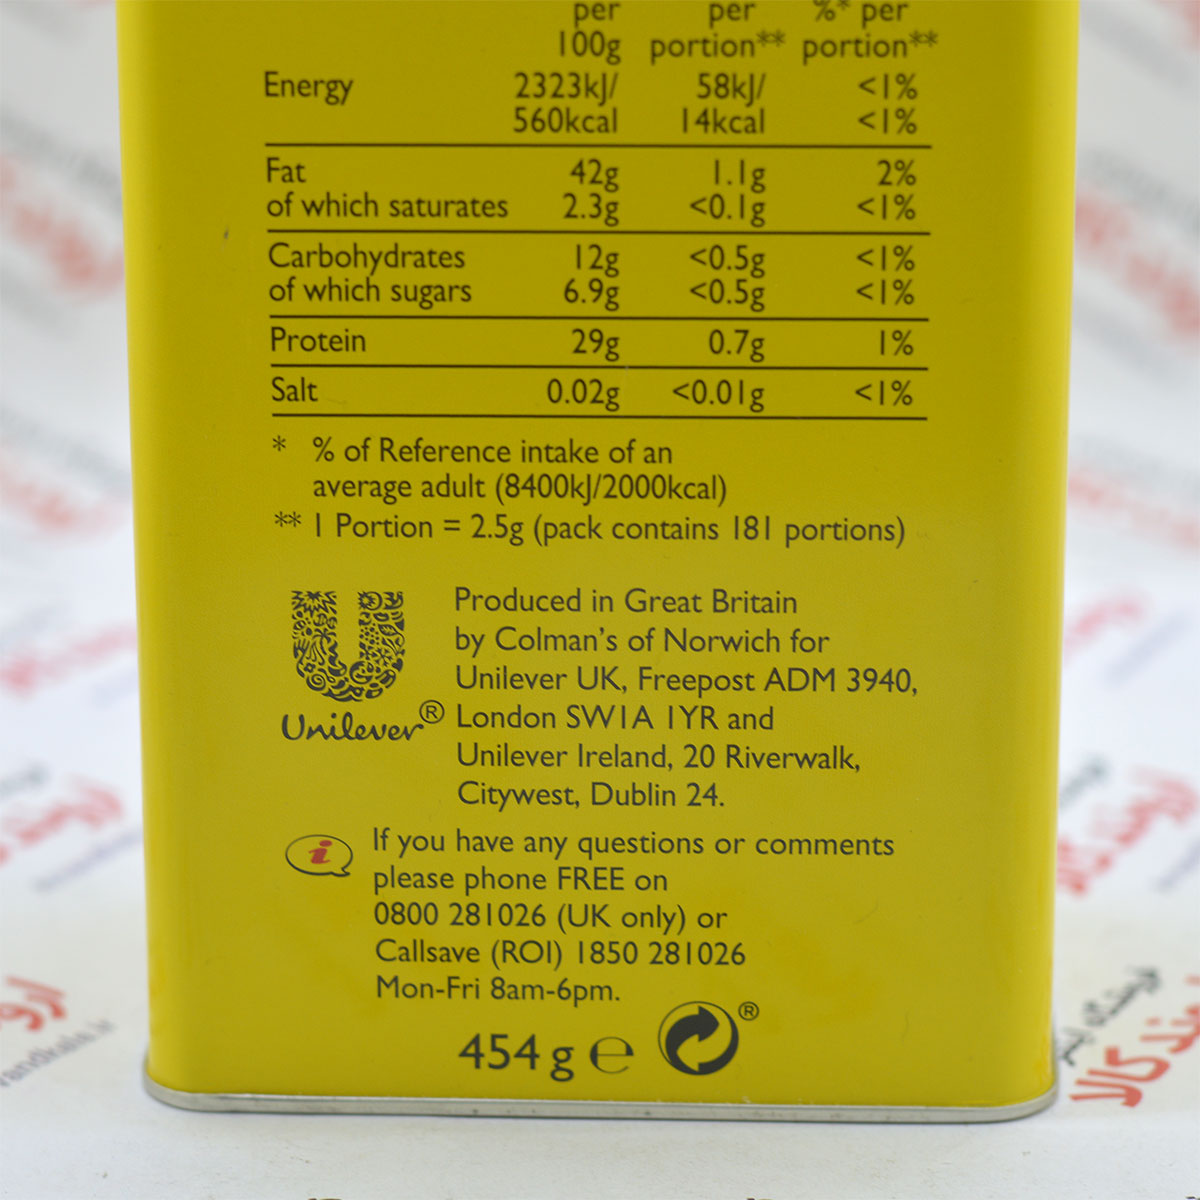 per per %* per
100g portion** portion**
Energy 2323kJ/ 58kJ/ <1%
560kcal 14kcal <1%
Fat 42g 1.1g 2%
of which saturates 2.3g <0.1g <1%
Carbohydrates 12g <0.5g <1%
of which sugars 6.9g <0.5g <1%
Protein 29g 0.7g 1%
Salt 0.02g <0.01g <1%
* % of Reference intake of an
average adult (8400kJ/2000kcal)
** 1 Portion = 2.5g (pack contains 181 portions)
Produced in Great Britain
by Colman's of Norwich for
Unilever UK, Freepost ADM 3940,
London SW1A 1YR and
Unilever Ireland, 20 Riverwalk,
Citywest, Dublin 24.
Unilever®
i
If you have any questions or comments
please phone FREE on
0800 281026 (UK only) or
Callsave (ROI) 1850 281026
Mon-Fri 8am-6pm.
454 g e ®